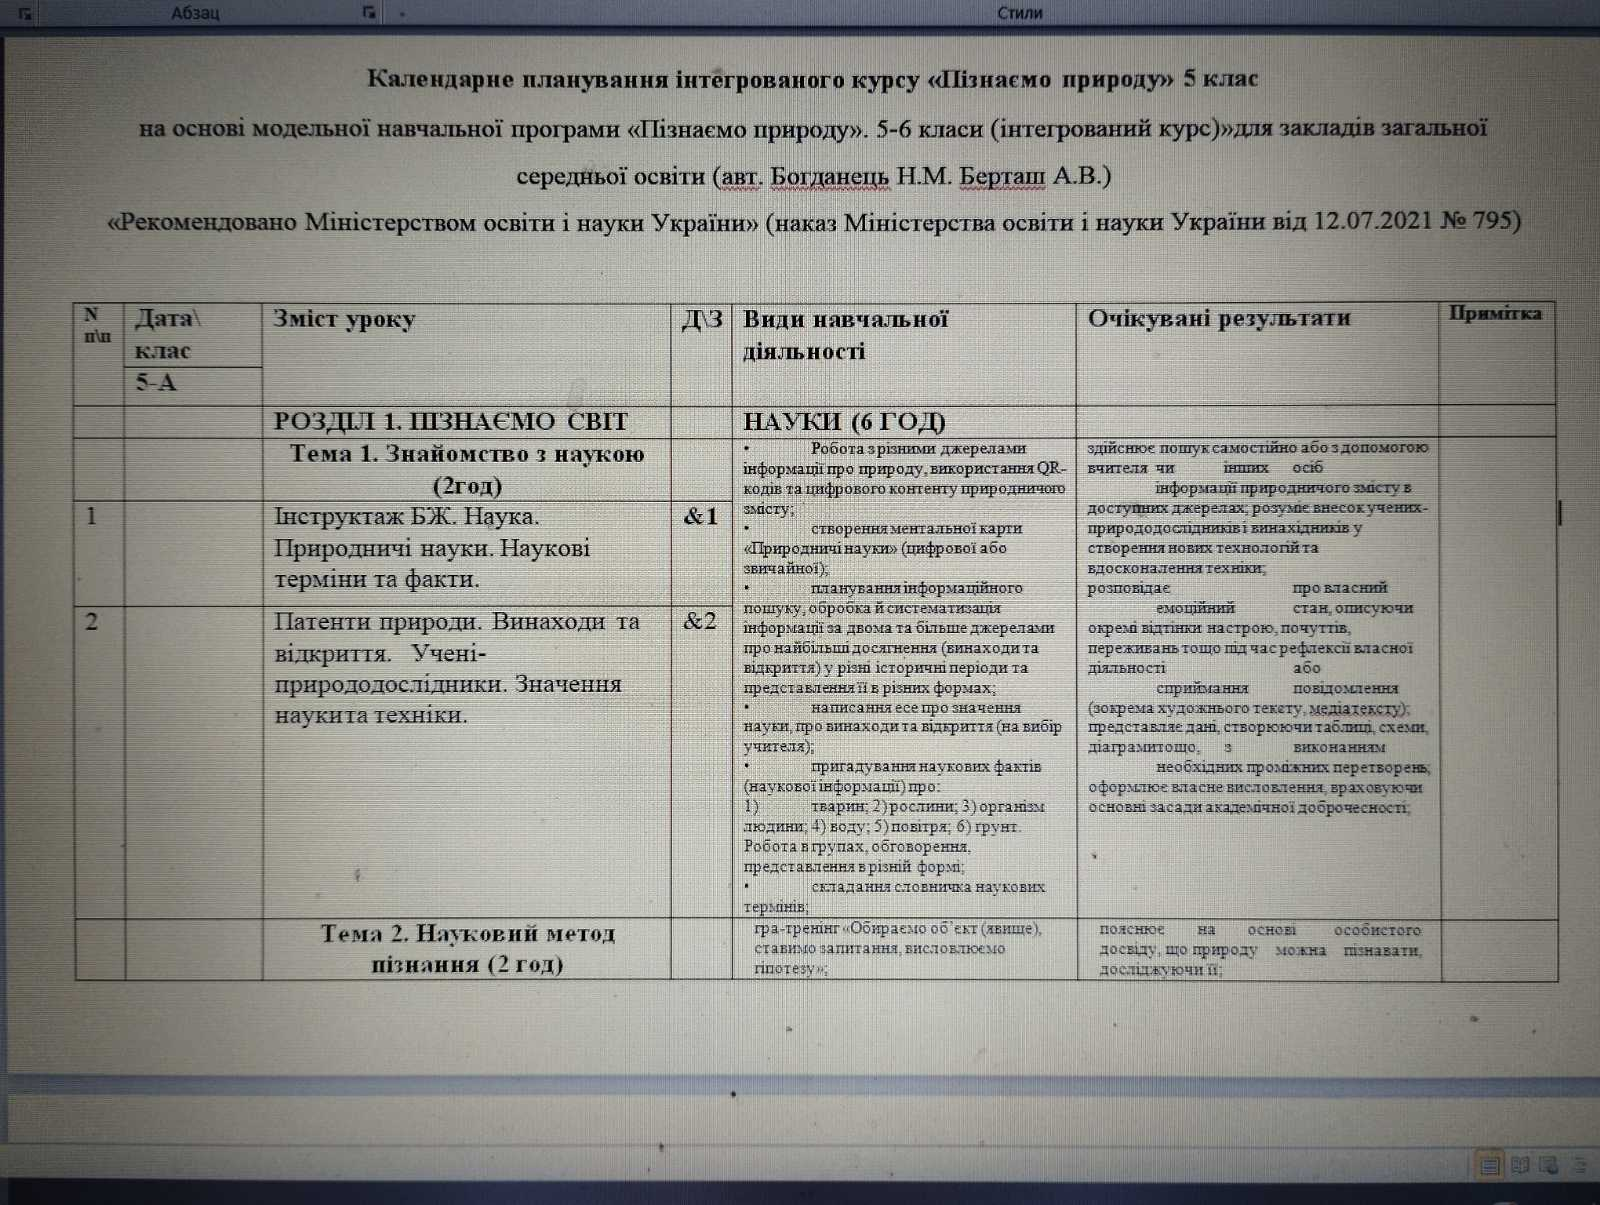 Абзац
Стили
Календарне планування інтегрованого курсу «Пізнаємо природу» 5 клас
на основі модельної навчальної програми «Пізнаємо природу». 5-6 класи (інтегрований курс)»для закладів загальної
середньої освіти (авт. Богданець Н.М. Берташ А.В.)
«Рекомендовано Міністерством освіти і науки України» (наказ Міністерства освіти і науки України від 12.07.2021 № 795)
N п\п
Дата\ клас
5-А
Зміст уроку
Д\З
Види навчальної
діяльності
Очікувані результати
Примітка
РОЗДІЛ 1. ПІЗНАЄМО СВІТ
НАУКИ (6 ГОД)
Тема 1. Знайомство з наукою
(2год)
1
Інструктаж БЖ. Наука.
Природничі науки. Наукові
терміни та факти.
&1
2
Патенти природи. Винаходи та
відкриття. Учені-
природодослідники. Значення
наукита техніки.
&2
• Робота з різними джерелами
інформації про природу, використання QR-
кодів та цифрового контенту природничого
змісту;
• створення ментальної карти
«Природничі науки» (цифрової або
звичайної);
• планування інформаційного
пошуку, обробка й систематизація
інформації за двома та більше джерелами
про найбільші досягнення (винаходи та
відкриття) у різні історичні періоди та
представлення її в різних формах;
• написання есе про значення
науки, про винаходи та відкриття (на вибір
учителя);
• пригадування наукових фактів
(наукової інформації) про:
1) тварин; 2) рослини; 3) організм
людини; 4) воду; 5) повітря; 6) ґрунт.
Робота в групах, обговорення,
представлення в різній формі;
• складання словничка наукових
термінів;
здійснює пошук самостійно або з допомогою
вчителя чи інших осіб
інформації природничого змісту в
доступних джерелах; розуміє внесок учених-
природодослідників і винахідників у
створення нових технологій та
вдосконалення техніки;
розповідає про власний
емоційний стан, описуючи
окремі відтінки настрою, почуттів,
переживань тощо під час рефлексії власної
діяльності або
сприймання повідомлення
(зокрема художнього тексту, медіатексту);
представляє дані, створюючи таблиці, схеми,
діаграмитощо, з виконанням
необхідних проміжних перетворень;
оформлює власне висловлення, враховуючи
основні засади академічної доброчесності;
Тема 2. Науковий метод
пізнання (2 год)
гра-тренінг «Обираємо об’єкт (явище),
ставимо запитання, висловлюємо
гіпотезу»;
пояснює на основі особистого
досвіду, що природу можна пізнавати,
досліджуючи її;